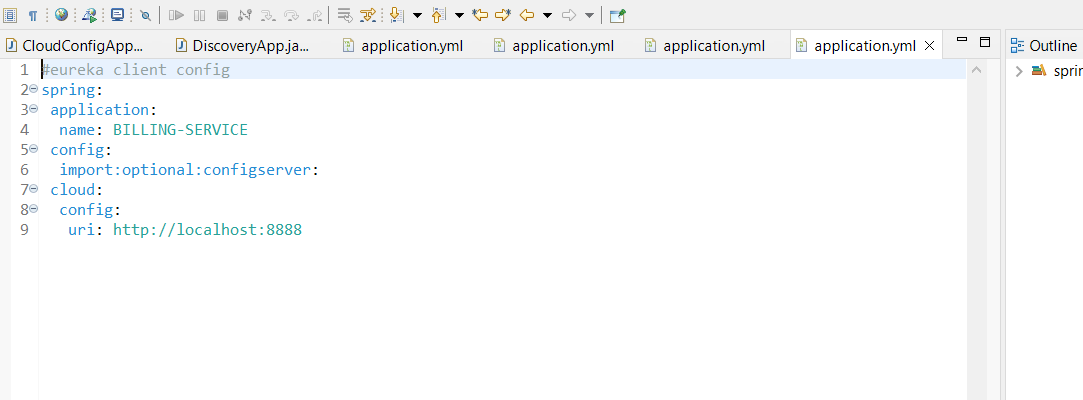 CloudConfigApp... DiscoveryApp.ja... application.yml application.yml application.yml application.yml Outline
1 #eureka client config
2 spring:
3  application:
4   name: BILLING-SERVICE
5  config:
6   import:optional:configserver:
7  cloud:
8   config:
9    uri: http://localhost:8888
sprin